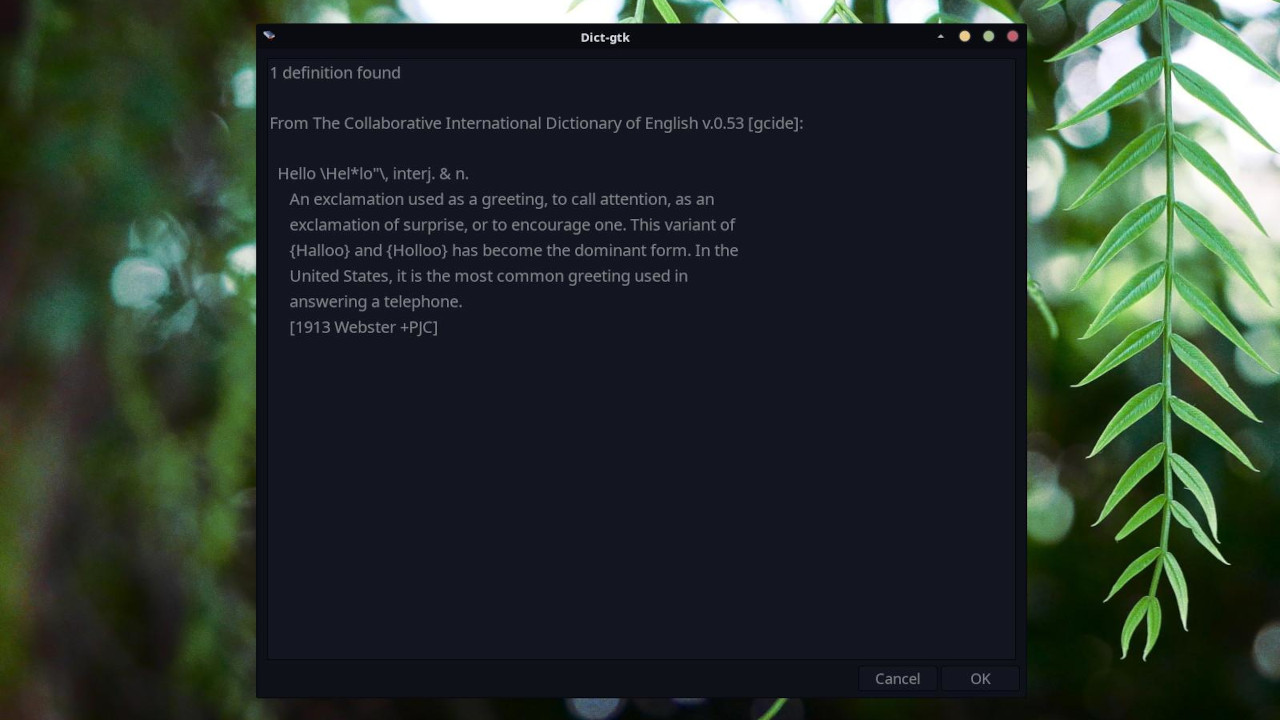 Dict-gtk
1 definition found
From The Collaborative International Dictionary of English v.0.53 [gcide]:
Hello \Hel*lo"\, interj. & n.
An exclamation used as a greeting, to call attention, as an
exclamation of surprise, or to encourage one. This variant of
{Halloo} and {Holloo} has become the dominant form. In the
United States, it is the most common greeting used in
answering a telephone.
[1913 Webster +PJC]
Cancel OK